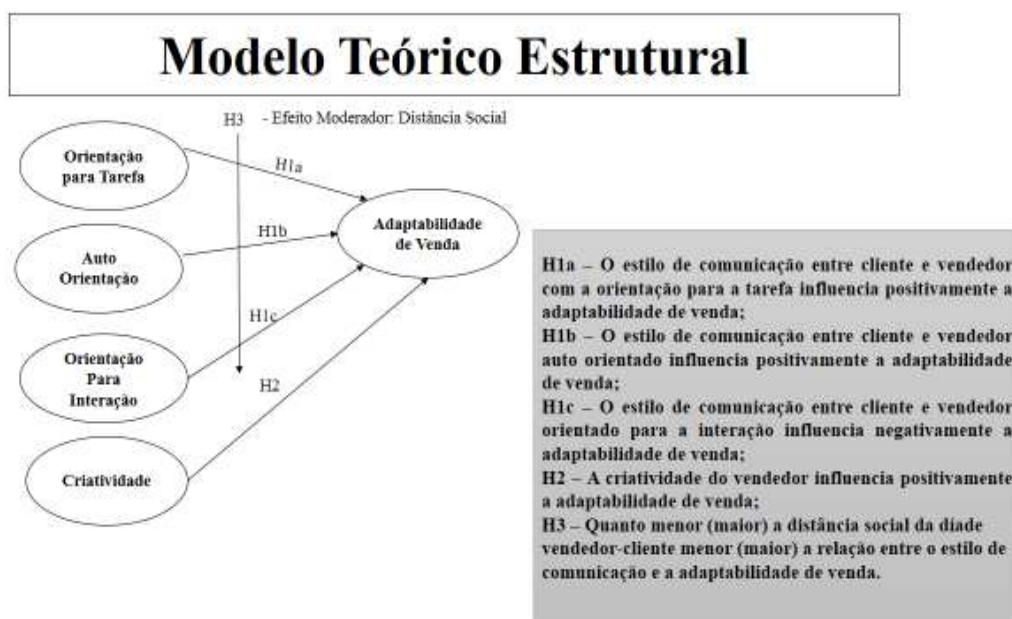 Modelo Teórico Estrutural
H3 - Efeito Moderador: Distância Social
Orientação
para Tarefa
H1a
Adaptabilidade
de Venda
Auto
Orientação
H1b
Orientação
Para
Interação
H1c
Criatividade
H2
H1a – O estilo de comunicação entre cliente e vendedor
com a orientação para a tarefa influencia positivamente a
adaptabilidade de venda;
H1b – O estilo de comunicação entre cliente e vendedor
auto orientado influencia positivamente a adaptabilidade
de venda;
H1c – O estilo de comunicação entre cliente e vendedor
orientado para a interação influencia negativamente a
adaptabilidade de venda;
H2 – A criatividade do vendedor influencia positivamente
a adaptabilidade de venda;
H3 – Quanto menor (maior) a distância social da díade
vendedor-cliente menor (maior) a relação entre o estilo de
comunicação e a adaptabilidade de venda.